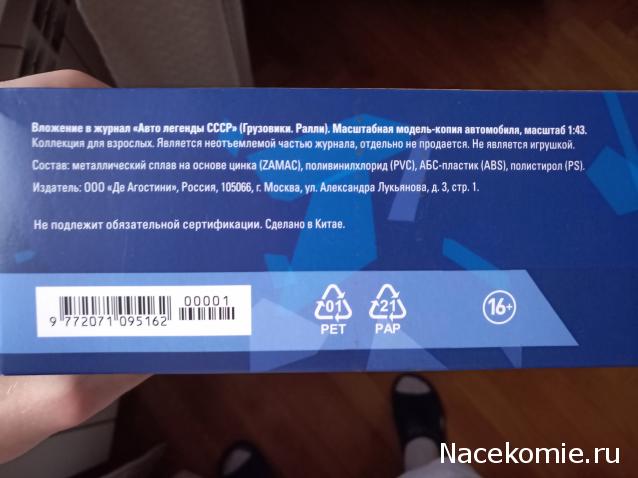 Вложение в журнал «Авто легенды СССР» (Грузовики. Ралли). Масштабная модель-копия автомобиля, масштаб 1:43.
Коллекция для взрослых. Является неотъемлемой частью журнала, отдельно не продается. Не является игрушкой.
Состав: металлический сплав на основе цинка (ZAMAC), поливинилхлорид (PVC), АБС-пластик (ABS), полистирол (PS).
Издатель: ООО «Де Агостини», Россия, 105066, г. Москва, ул. Александра Лукьянова, д. 3, стр. 1.
Не подлежит обязательной сертификации. Сделано в Китае.
00001
9 772071 095162
01
PET
21
PAP
16+
Nacekomie.ru